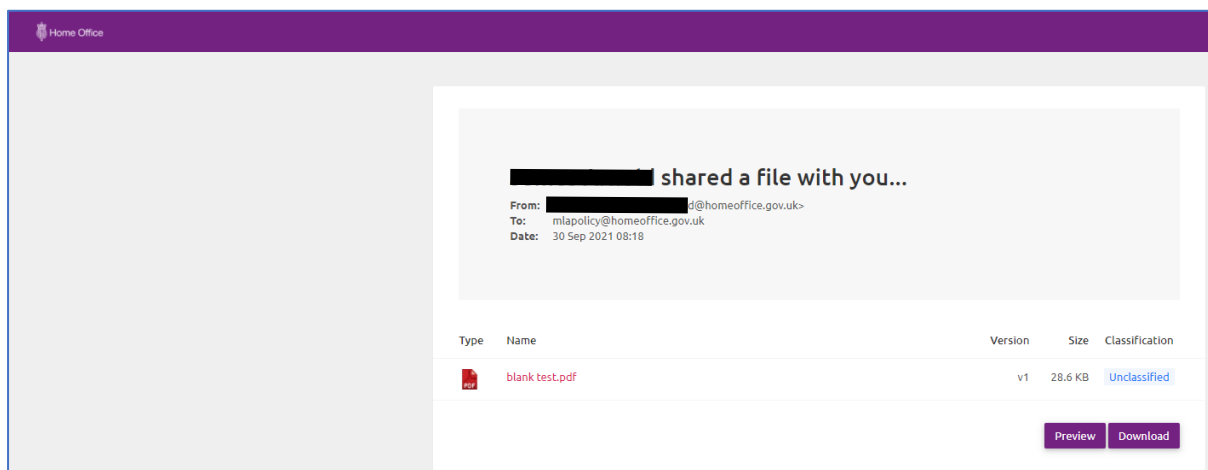 Home Office
shared a file with you...
From: d@homeoffice.gov.uk>
To: mlapolicy@homeoffice.gov.uk
Date: 30 Sep 2021 08:18
Type Name Version Size Classification
PDF blank test.pdf v1 28.6 KB Unclassified
Preview Download